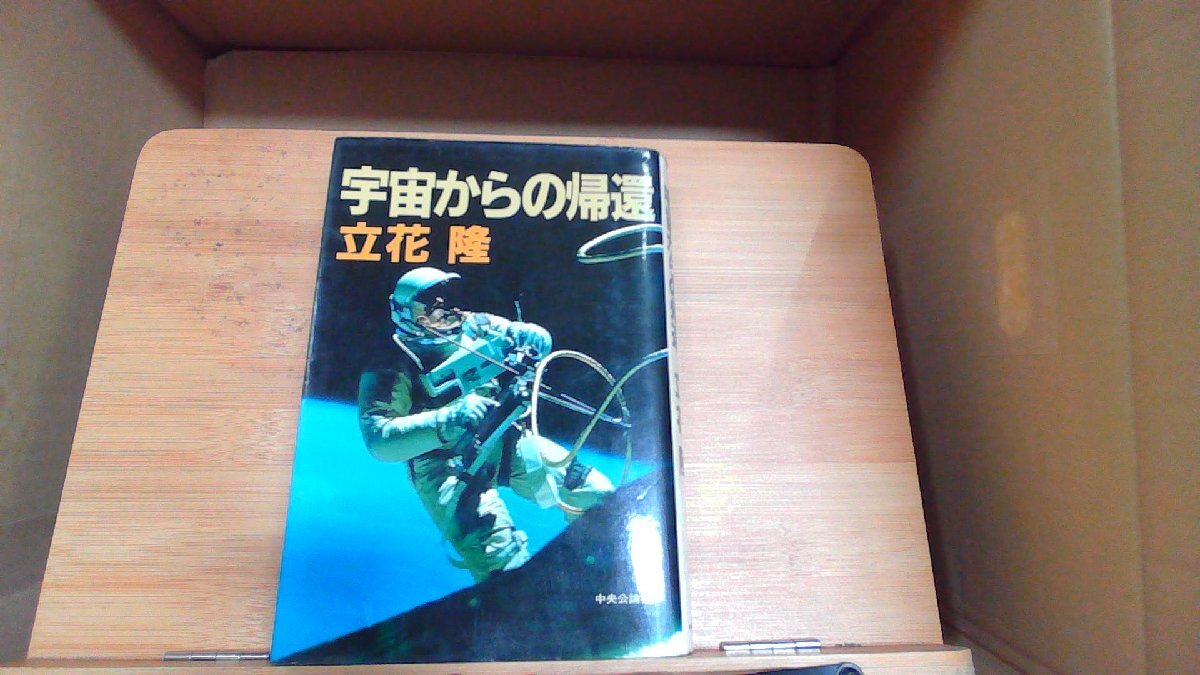 宇宙からの帰還
立花 隆
中央公論